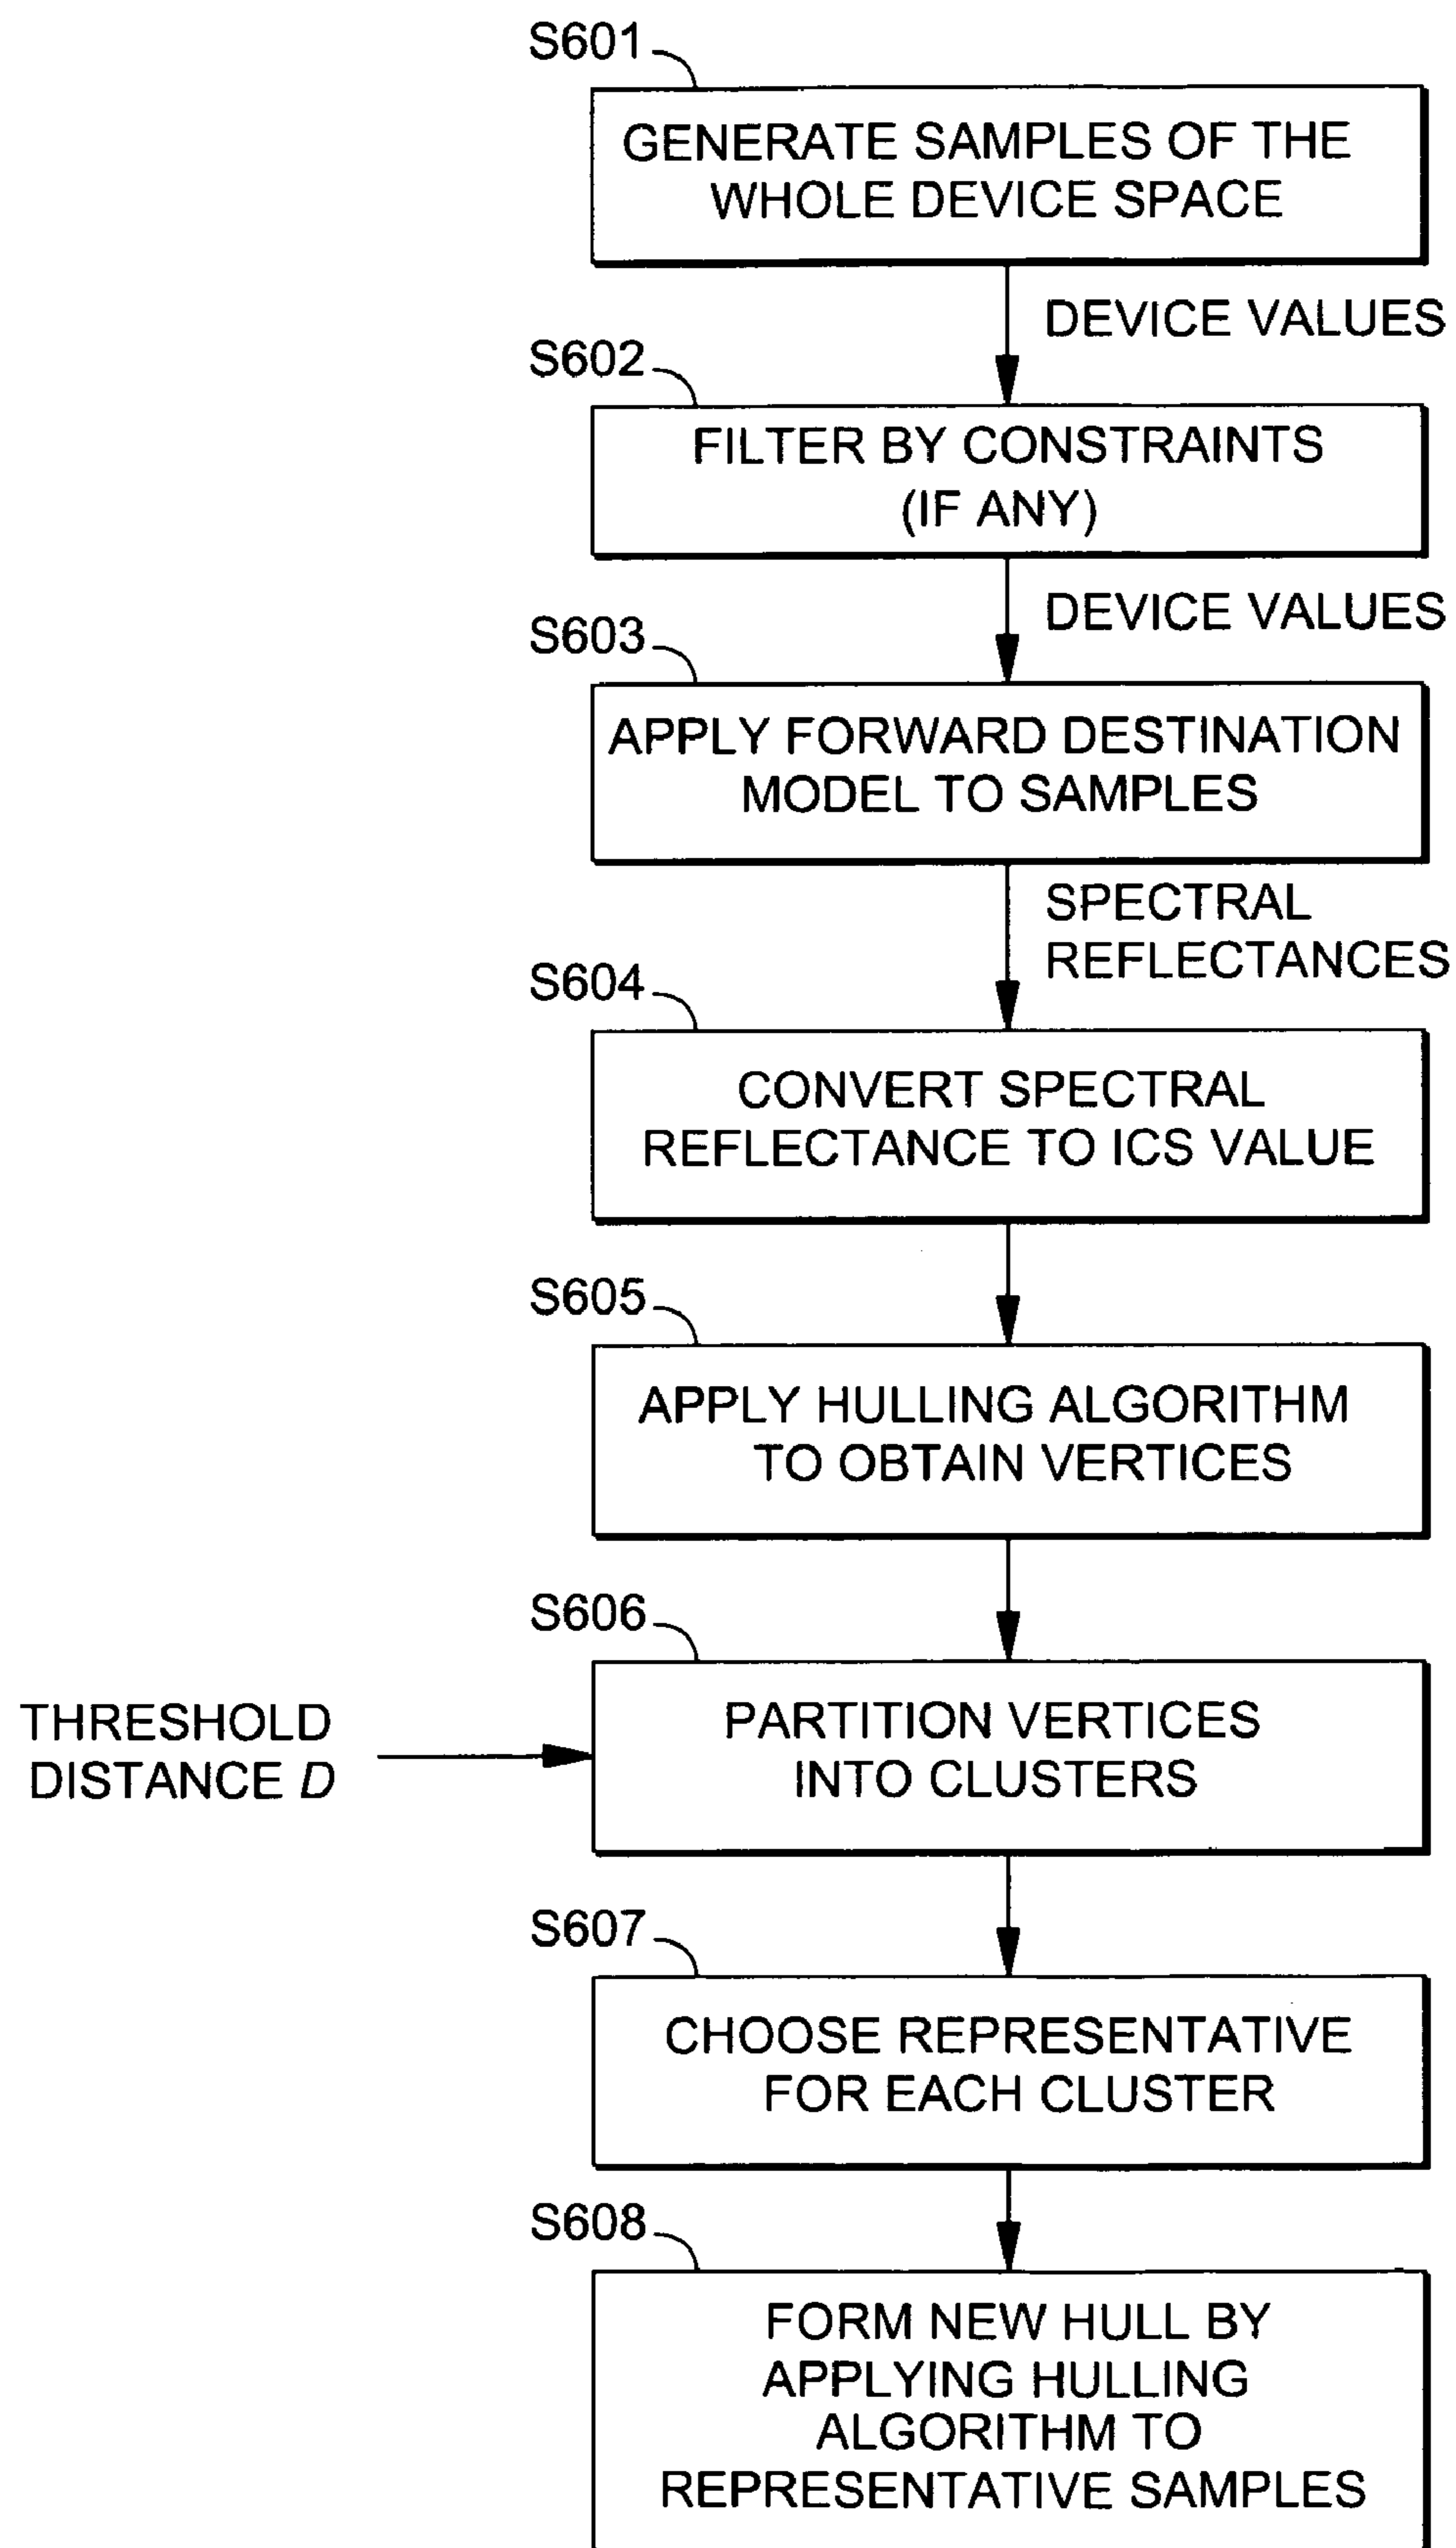 S601
GENERATE SAMPLES OF THE
WHOLE DEVICE SPACE
DEVICE VALUES
S602
FILTER BY CONSTRAINTS
(IF ANY)
DEVICE VALUES
S603
APPLY FORWARD DESTINATION
MODEL TO SAMPLES
SPECTRAL
REFLECTANCES
S604
CONVERT SPECTRAL
REFLECTANCE TO ICS VALUE
S605
APPLY HULLING ALGORITHM
TO OBTAIN VERTICES
S606
THRESHOLD
DISTANCE D
PARTITION VERTICES
INTO CLUSTERS
S607
CHOOSE REPRESENTATIVE
FOR EACH CLUSTER
S608
FORM NEW HULL BY
APPLYING HULLING
ALGORITHM TO
REPRESENTATIVE SAMPLES